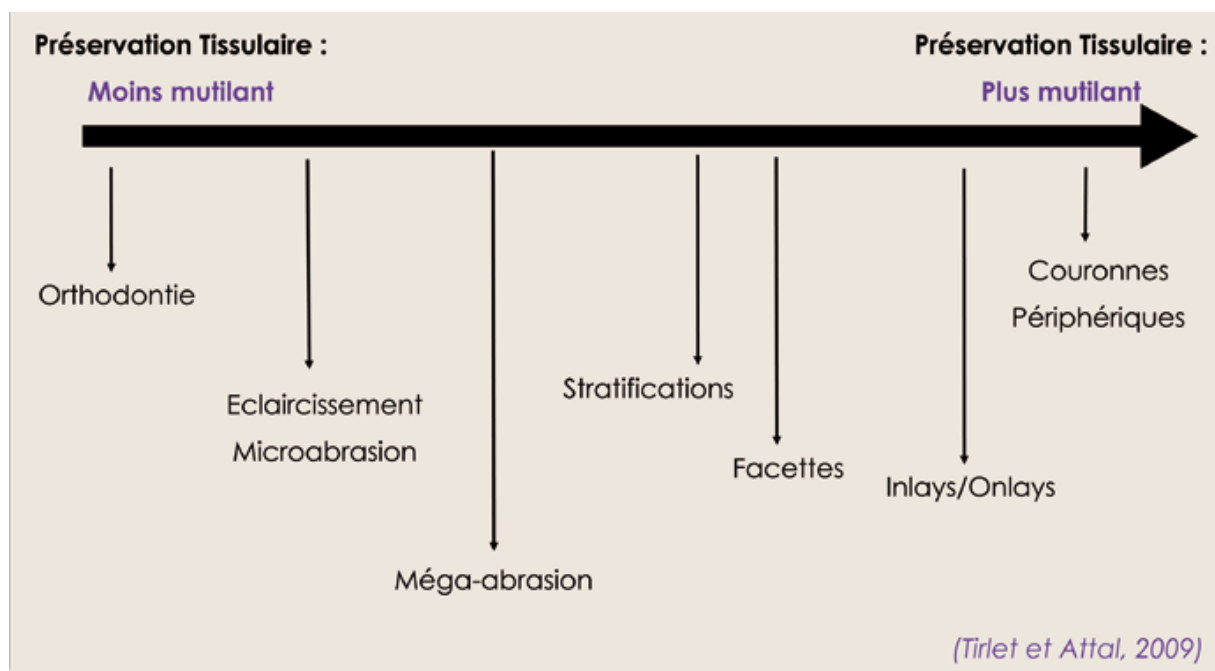 Préservation Tissulaire :
Moins mutilant
Préservation Tissulaire :
Plus mutilant
Orthodontie
Eclaircissement
Microabrasion
Méga-abrasion
Stratifications
Facettes
Inlays/Onlays
Couronnes
Périphériques
(Tirlet et Attal, 2009)